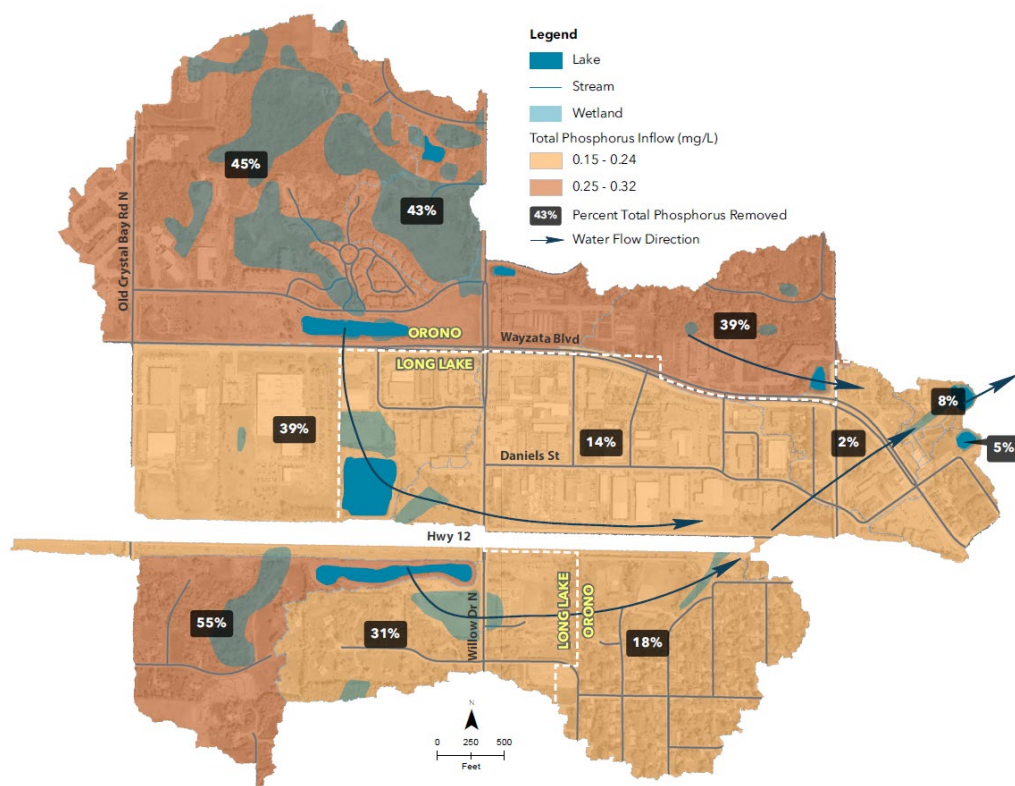 Legend
Lake
Stream
Wetland
Total Phosphorus Inflow (mg/L)
0.15 - 0.24
0.25 - 0.32
43% Percent Total Phosphorus Removed
Water Flow Direction
45%
43%
Old Crystal Bay Rd N
39%
ORONO
Wayzata Blvd
LONG LAKE
8%
39%
14%
2%
5%
Daniels St
Hwy 12
55%
31%
Willow Dr N
LONG LAKE
ORONO
18%
N
0 250 500
Feet